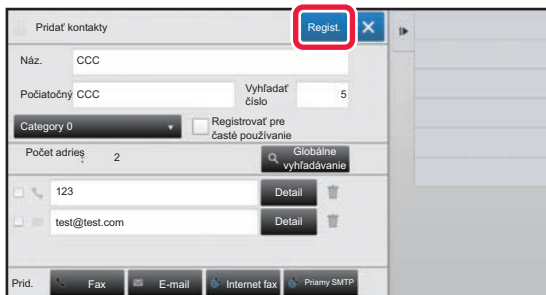 Pridať kontakty Regist.
Náz. CCC
Počiatočný CCC Vyhľadať číslo 5
Category 0 Registrovať pre časté používanie
Počet adries: 2 Globálne vyhľadávanie
123 Detail
test@test.com Detail
Prid. Fax E-mail Internet fax Priamy SMTP